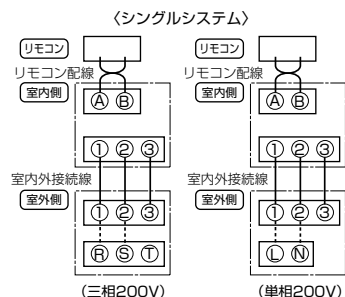 〈シングルシステム〉
リモコン リモコン
リモコン配線 リモコン配線
室内側 Ⓐ Ⓑ 室内側 Ⓐ Ⓑ
① ② ③ ① ② ③
室内外接続線 室内外接続線
室外側 室外側
① ② ③ ① ② ③
Ⓡ Ⓢ Ⓣ Ⓛ Ⓝ
(三相200V) (単相200V)